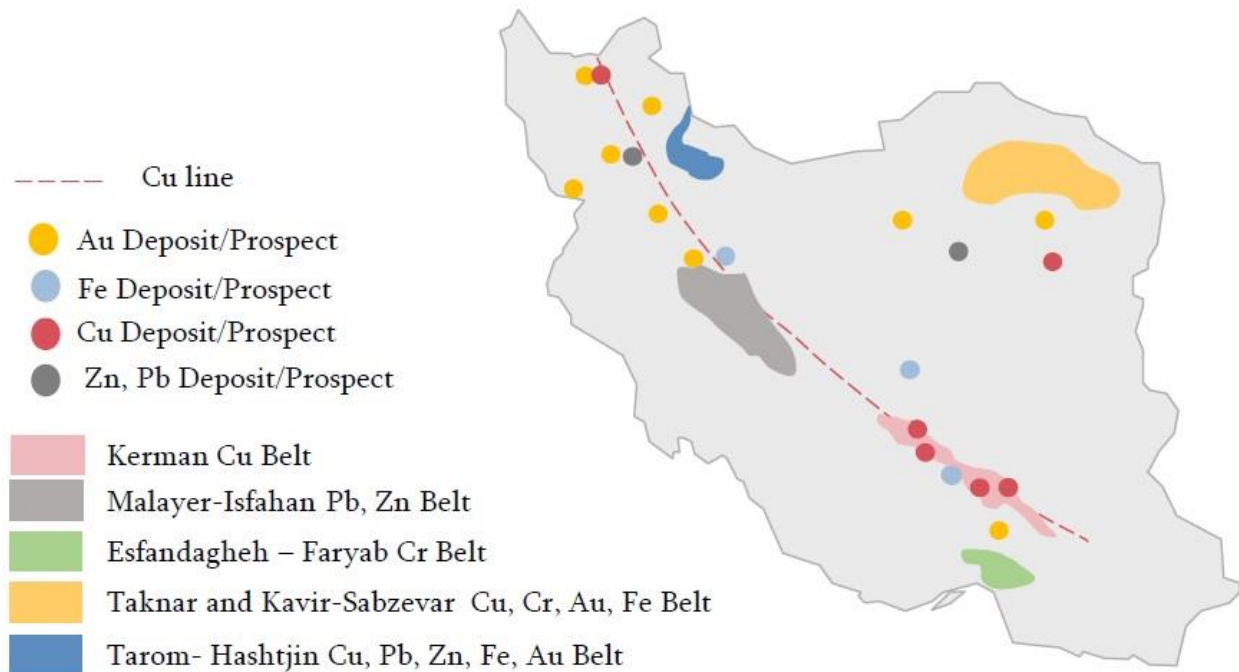 Cu line
Au Deposit/Prospect
Fe Deposit/Prospect
Cu Deposit/Prospect
Zn, Pb Deposit/Prospect
Kerman Cu Belt
Malayer-Isfahan Pb, Zn Belt
Esfandagheh – Faryab Cr Belt
Taknar and Kavir-Sabzevar Cu, Cr, Au, Fe Belt
Tarom- Hashtjin Cu, Pb, Zn, Fe, Au Belt